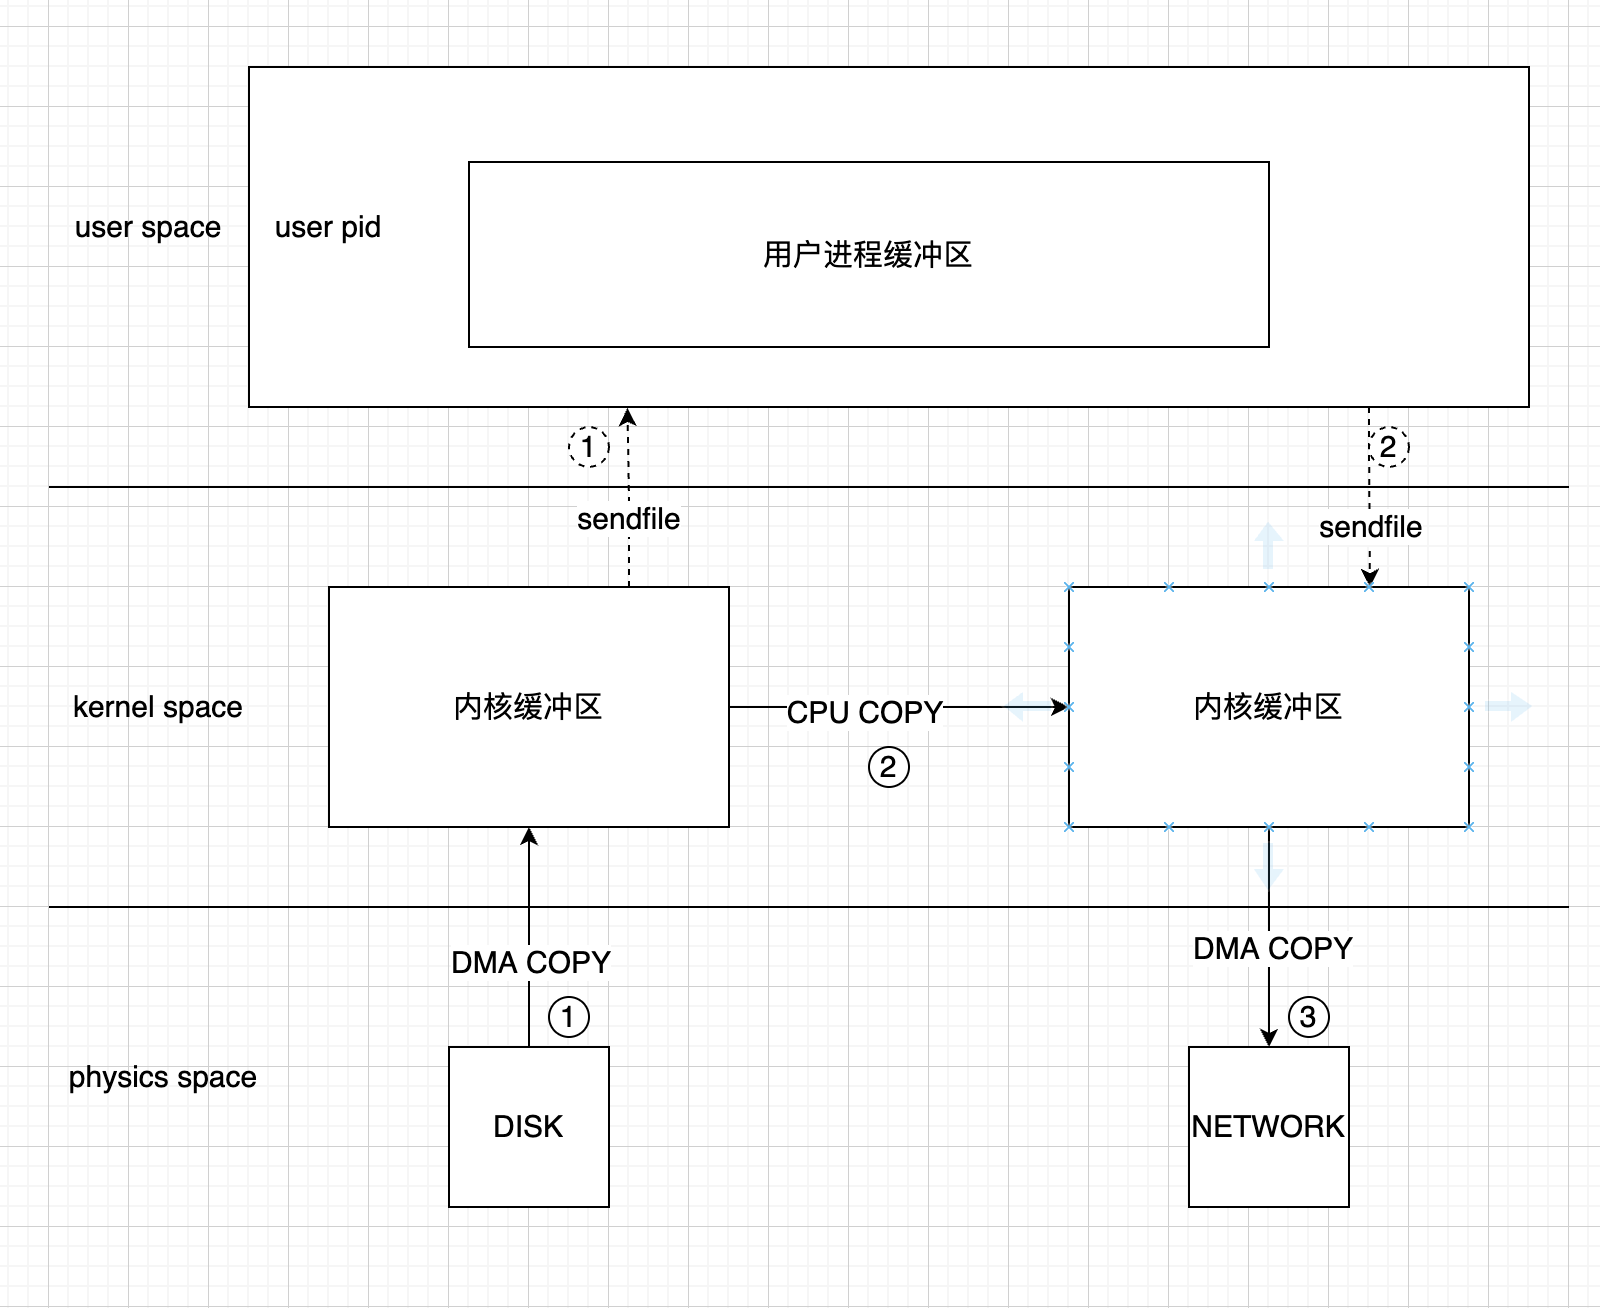 user space
user pid
用户进程缓冲区
1
2
sendfile
sendfile
kernel space
内核缓冲区
CPU COPY
2
内核缓冲区
DMA COPY
DMA COPY
1
3
physics space
DISK
NETWORK